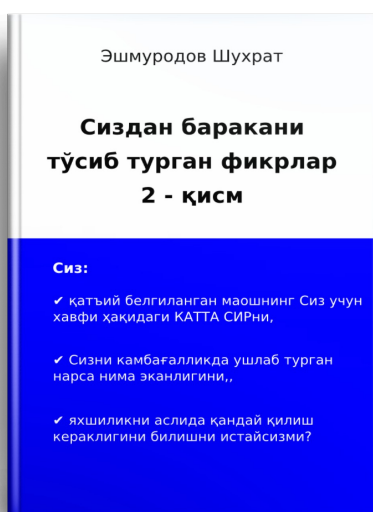 Эшмуродов Шухрат
Сиздан баракани
тўсиб турган фикрлар
2 - қисм
Сиз:
✔ қатъий белгиланган маошнинг Сиз учун
хавфи ҳақидаги КАТТА СИРни,
✔ Сизни камбағалликда ушлаб турган
нарса нима эканлигини,,
✔ яхшиликни аслида қандай қилиш
кераклигини билишни истайсизми?